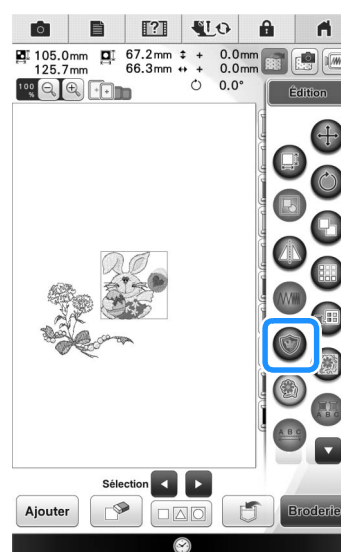 105.0mm 67.2mm + 0.0mm
125.7mm 66.3mm + 0.0mm
100 % 0.0°
Édition
A B C
A B C
Sélection
Ajouter
Broderie